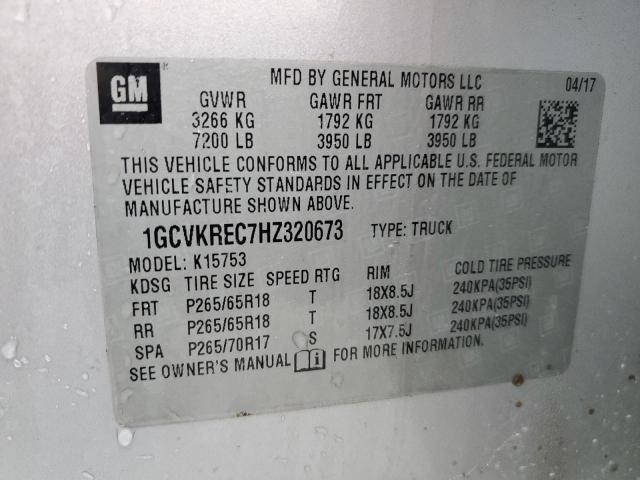 GM
MFD BY GENERAL MOTORS LLC 04/17
GVWR GAWR FRT GAWR RR
3266 KG 1792 KG 1792 KG
7200 LB 3950 LB 3950 LB
THIS VEHICLE CONFORMS TO ALL APPLICABLE U.S. FEDERAL MOTOR
VEHICLE SAFETY STANDARDS IN EFFECT ON THE DATE OF
MANUFACTURE SHOWN ABOVE.
1GCVKREC7HZ320673 TYPE: TRUCK
MODEL: K15753
KDSG TIRE SIZE SPEED RTG RIM COLD TIRE PRESSURE
FRT P265/65R18 T 18X8.5J 240KPA(35PSI)
RR P265/65R18 T 18X8.5J 240KPA(35PSI)
SPA P265/70R17 S 17X7.5J 240KPA(35PSI)
SEE OWNER'S MANUAL i FOR MORE INFORMATION.